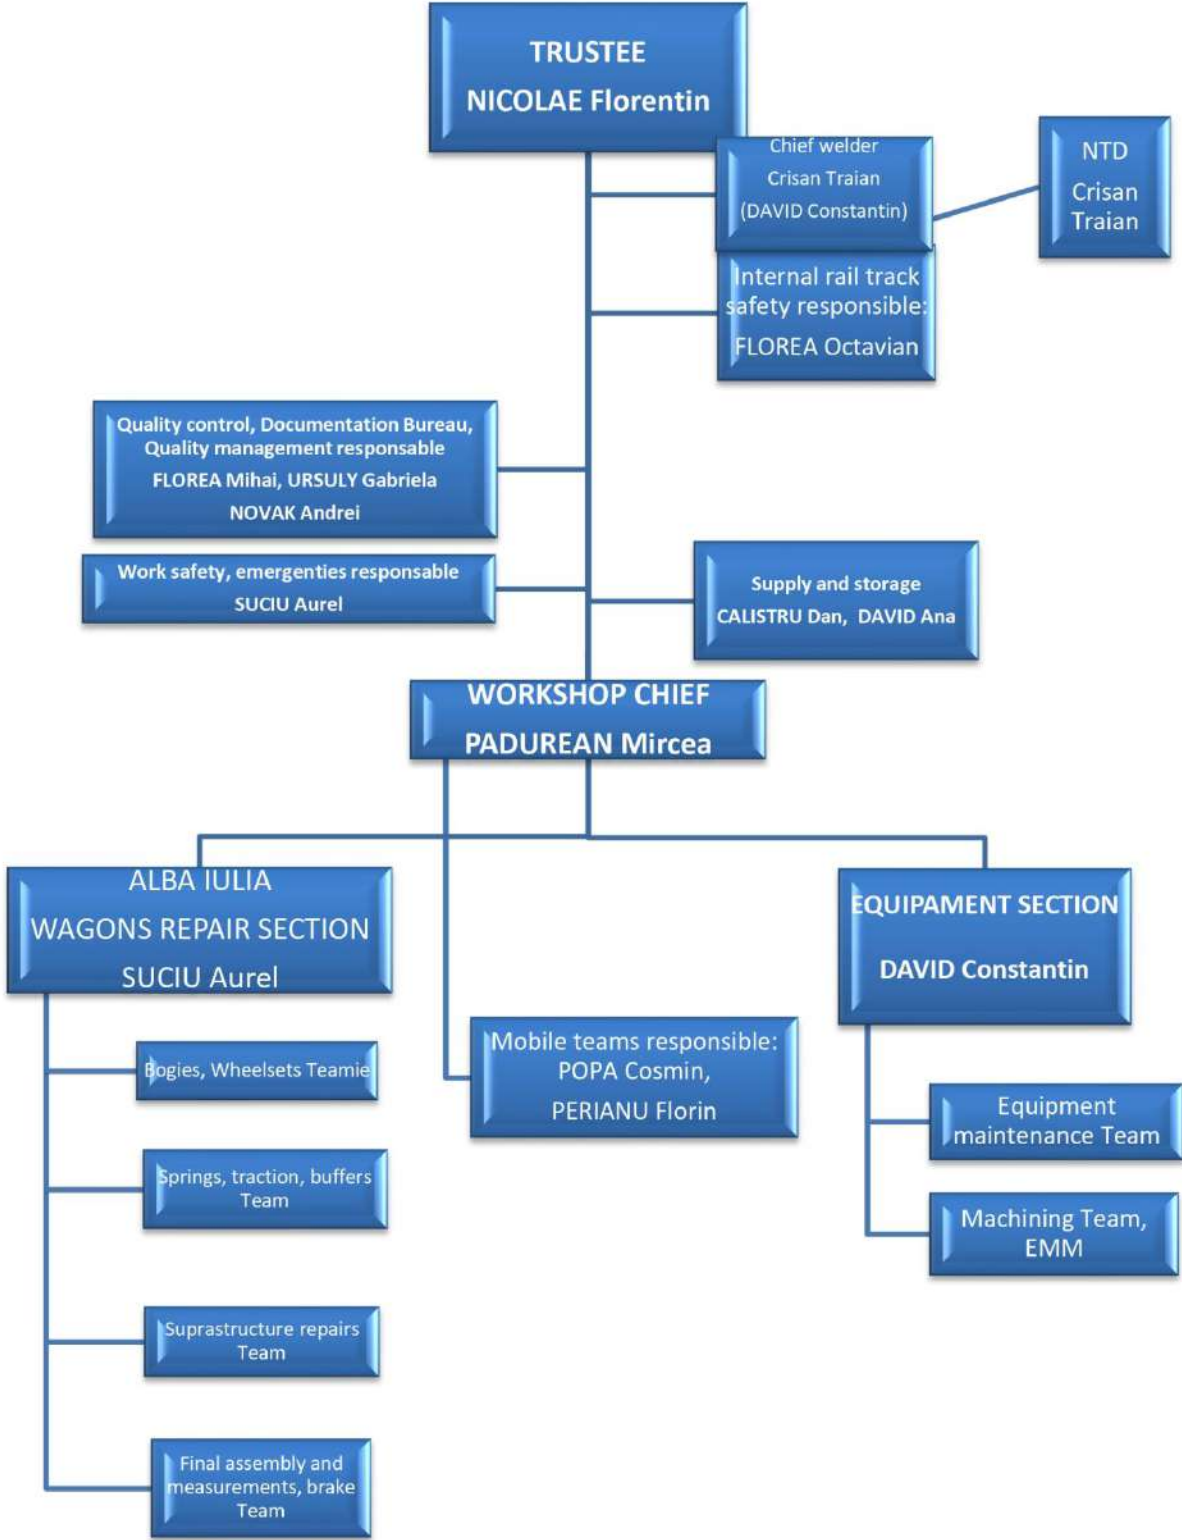 TRUSTEE
NICOLAE Florentin
Chief welder
Crisan Traian
(DAVID Constantin)
NTD
Crisan
Traian
Internal rail track
safety responsible:
FLOREA Octavian
Quality control, Documentation Bureau,
Quality management responsable
FLOREA Mihai, URSULY Gabriela
NOVAK Andrei
Work safety, emergenties responsable
SUCIU Aurel
Supply and storage
CALISTRU Dan, DAVID Ana
WORKSHOP CHIEF
PADUREAN Mircea
ALBA IULIA
WAGONS REPAIR SECTION
SUCIU Aurel
Bogies, Wheelsets Teamie
Springs, traction, buffers
Team
Suprastructure repairs
Team
Final assembly and
measurements, brake
Team
Mobile teams responsible:
POPA Cosmin,
PERIANU Florin
EQUIPAMENT SECTION
DAVID Constantin
Equipment
maintenance Team
Machining Team,
EMM